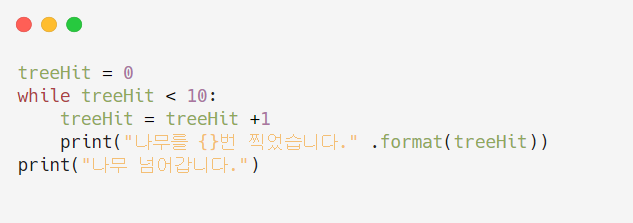 treeHit = 0
while treeHit < 10:
    treeHit = treeHit +1
    print("나무를 {}번 찍었습니다." .format(treeHit))
print("나무 넘어갑니다.")